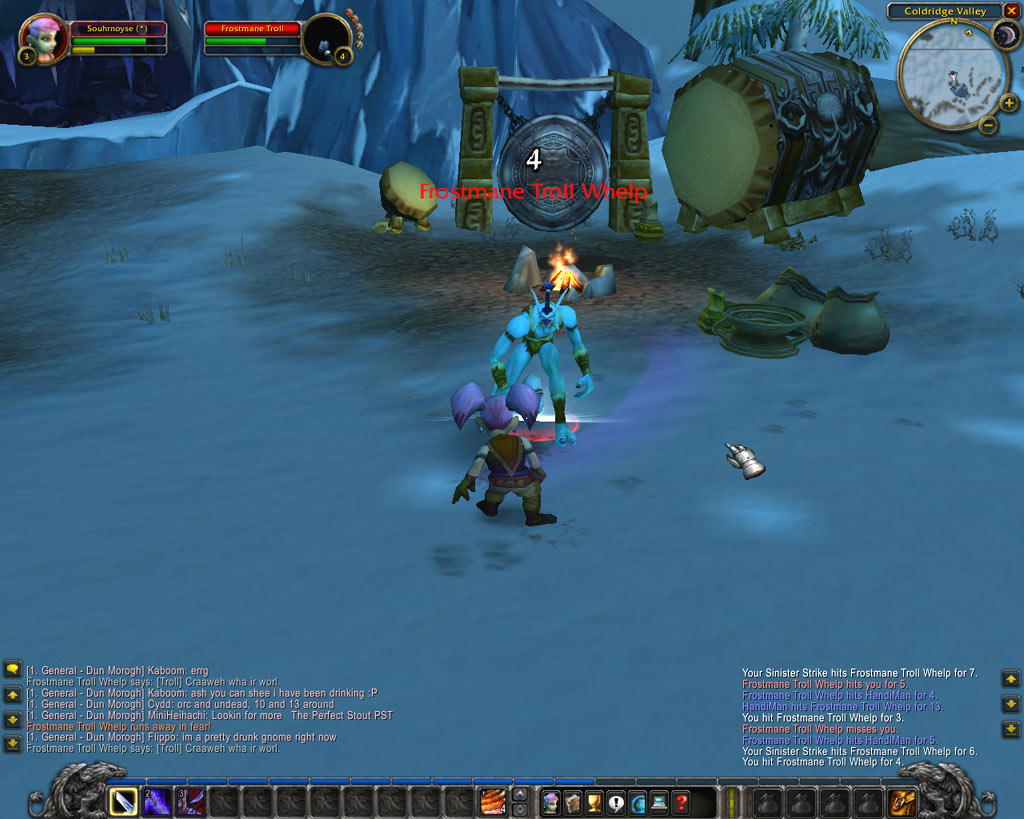 Souhrnoyse (*)
3
Frostmane Troll
4
Coldridge Valley
N
4
Frostmane Troll Whelp
[1. General - Dun Morogh] Kaboom: errg
Frostmane Troll Whelp says: [Troll] Craaweh wha ir worl.
[1. General - Dun Morogh] Kaboom: ash you can shee i have been drinking :P
[1. General - Dun Morogh] Cydd: orc and undead, 10 and 13 around
[1. General - Dun Morogh] MiniHeihachi: Lookin for more The Perfect Stout PST
Frostmane Troll Whelp runs away in fear!
[1. General - Dun Morogh] Flippo: im a pretty drunk gnome right now
Frostmane Troll Whelp says: [Troll] Craaweh wha ir worl.
Your Sinister Strike hits Frostmane Troll Whelp for 7.
Frostmane Troll Whelp hits you for 5.
Frostmane Troll Whelp hits HandiMan for 4.
HandiMan hits Frostmane Troll Whelp for 13.
You hit Frostmane Troll Whelp for 3.
Frostmane Troll Whelp misses you.
Frostmane Troll Whelp hits HandiMan for 5.
Your Sinister Strike hits Frostmane Troll Whelp for 6.
You hit Frostmane Troll Whelp for 4.
2
3
4